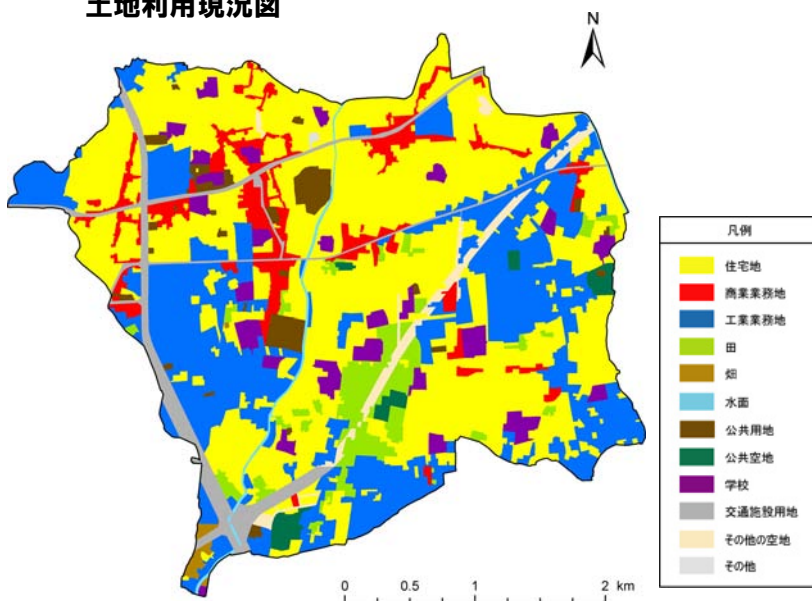 土地利用現況図
N
凡例
住宅地
商業業務地
工業業務地
田
畑
水面
公共用地
公共空地
学校
交通施設用地
その他の空地
その他
0 0.5 1 2 km